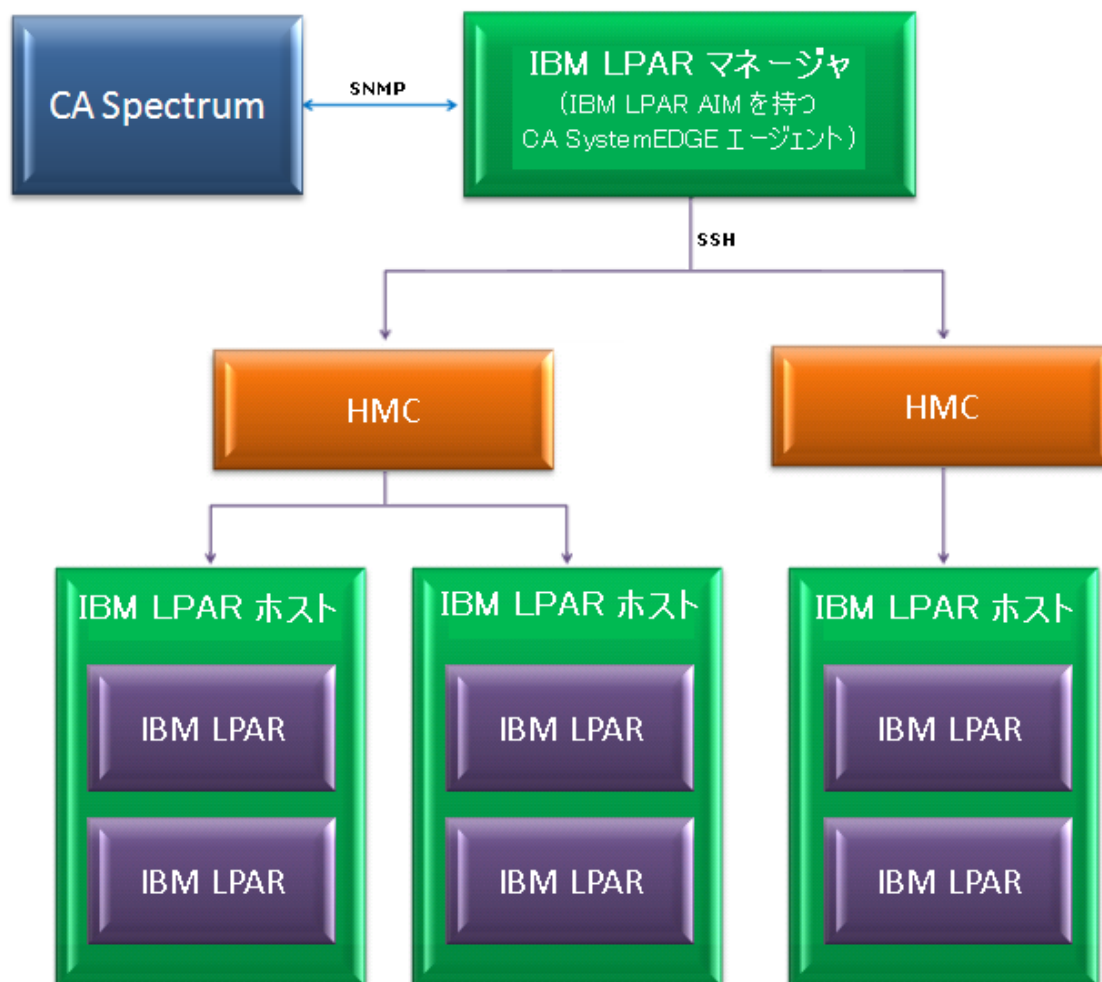 CA Spectrum
SNMP
IBM LPAR マネージャ
(IBM LPAR AIM を持つ
CA SystemEDGE エージェント)
SSH
HMC
HMC
IBM LPAR ホスト
IBM LPAR
IBM LPAR
IBM LPAR ホスト
IBM LPAR
IBM LPAR
IBM LPAR ホスト
IBM LPAR
IBM LPAR